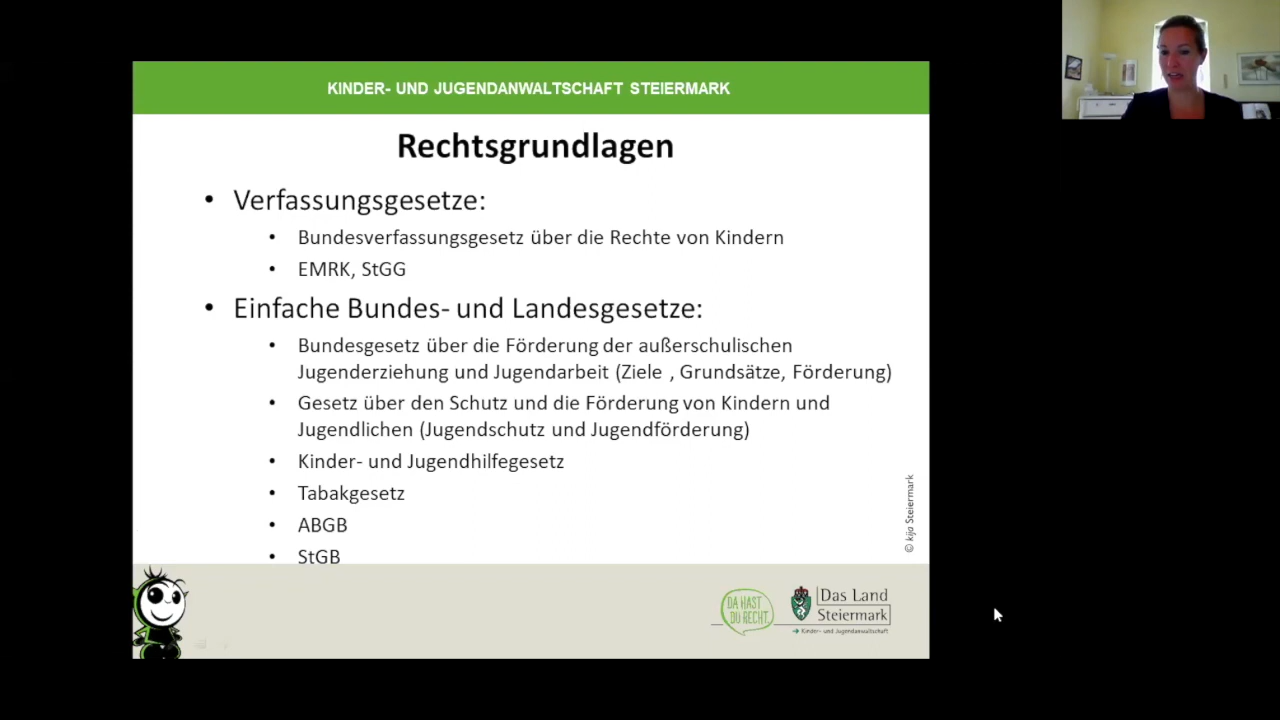 KINDER- UND JUGENDANWALTSCHAFT STEIERMARK
Rechtsgrundlagen
• Verfassungsgesetze:
• Bundesverfassungsgesetz über die Rechte von Kindern
• EMRK, StGG
• Einfache Bundes- und Landesgesetze:
• Bundesgesetz über die Förderung der außerschulischen
Jugenderziehung und Jugendarbeit (Ziele , Grundsätze, Förderung)
• Gesetz über den Schutz und die Förderung von Kindern und
Jugendlichen (Jugendschutz und Jugendförderung)
• Kinder- und Jugendhilfegesetz
• Tabakgesetz
• ABGB
• StGB
© kija Steiermark
DA HAST
DU RECHT
Das Land
Steiermark
→ Kinder- und Jugendanwaltschaft